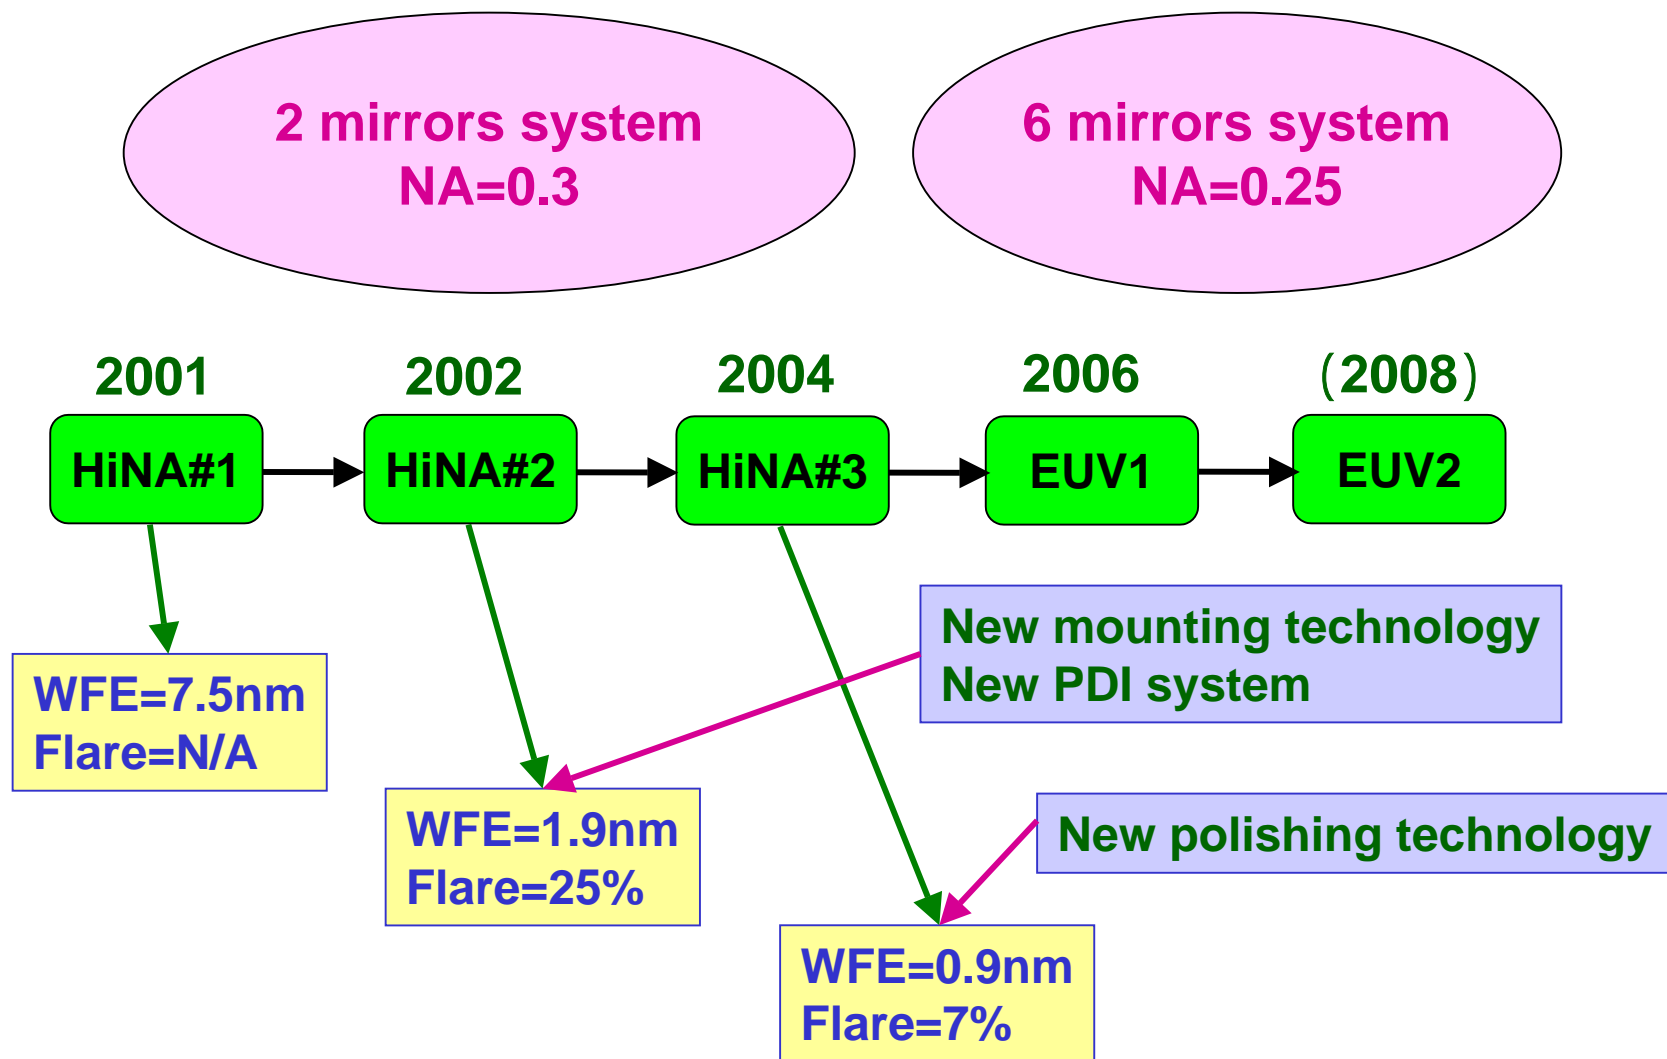 2 mirrors system
NA=0.3
6 mirrors system
NA=0.25
2001
2002
2004
2006
(2008)
HiNA#1
HiNA#2
HiNA#3
EUV1
EUV2
New mounting technology
New PDI system
WFE=7.5nm
Flare=N/A
WFE=1.9nm
Flare=25%
New polishing technology
WFE=0.9nm
Flare=7%